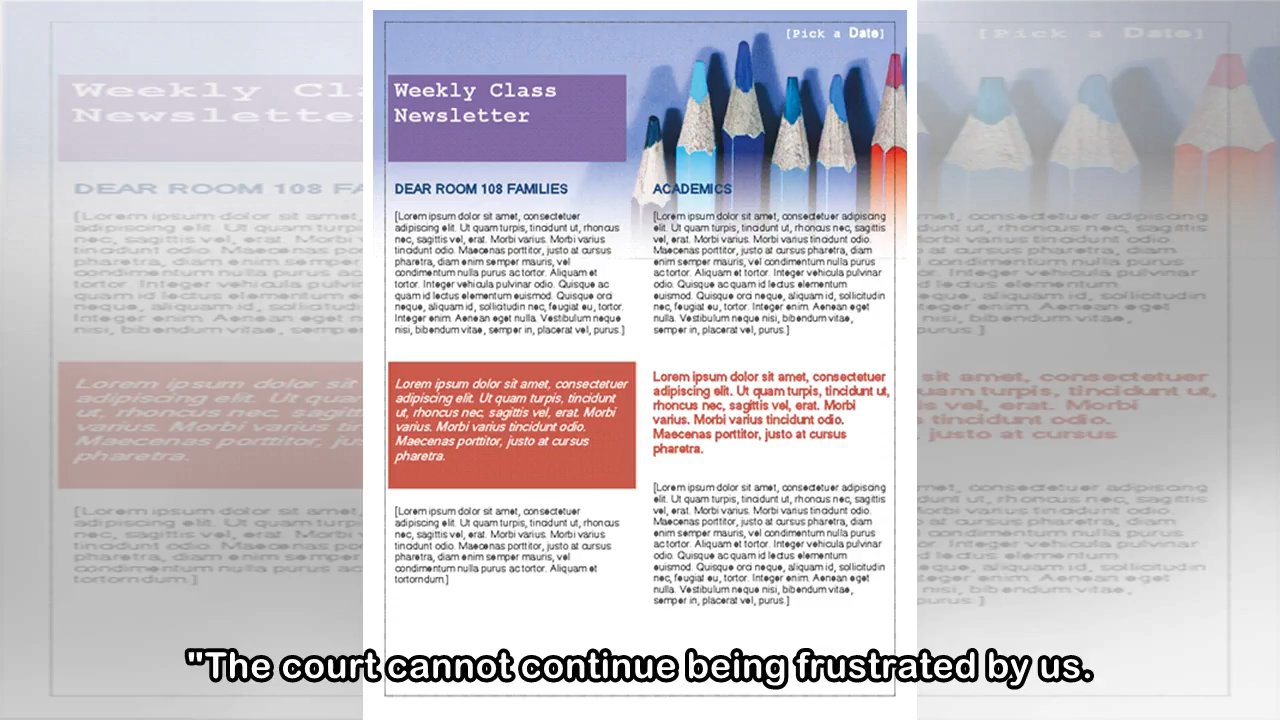 [Pick a Date]
Weekly Class
Newsletter
DEAR ROOM 108 FAMILIES
[Lorem ipsum dolor sit amet, consectetuer
adipiscing elit. Ut quam turpis, tincidunt ut, rhoncus
nec, sagittis vel, erat. Morbi varius. Morbi varius
tincidunt odio. Maecenas porttitor, justo at cursus
pharetra, diam enim semper mauris, vel
condimentum nulla purus ac tortor. Aliquam et
tortor. Integer vehicula pulvinar odio. Quisque ac
quam id lectus elementum euismod. Quisque orci
neque, aliquam id, sollicitudin nec, feugiat eu, tortor.
Integer enim. Aenean eget nulla. Vestibulum neque
nisi, bibendum vitae, semper in, placerat vel, purus.]
Lorem ipsum dolor sit amet, consectetuer
adipiscing elit. Ut quam turpis, tincidunt
ut, rhoncus nec, sagittis vel, erat. Morbi
varius. Morbi varius tincidunt odio.
Maecenas porttitor, justo at cursus
pharetra.
[Lorem ipsum dolor sit amet, consectetuer
adipiscing elit. Ut quam turpis, tincidunt ut, rhoncus
nec, sagittis vel, erat. Morbi varius. Morbi varius
tincidunt odio. Maecenas porttitor, justo at cursus
pharetra, diam enim semper mauris, vel
condimentum nulla purus ac tortor. Aliquam et
tortorndum.]
ACADEMICS
[Lorem ipsum dolor sit amet, consectetuer adipiscing
elit. Ut quam turpis, tincidunt ut, rhoncus nec, sagittis
vel, erat. Morbi varius. Morbi varius tincidunt odio.
Maecenas porttitor, justo at cursus pharetra, diam
enim semper mauris, vel condimentum nulla purus
ac tortor. Aliquam et tortor. Integer vehicula pulvinar
odio. Quisque ac quam id lectus elementum
euismod. Quisque orci neque, aliquam id, sollicitudin
nec, feugiat eu, tortor. Integer enim. Aenean eget
nulla. Vestibulum neque nisi, bibendum vitae,
semper in, placerat vel, purus.]
Lorem ipsum dolor sit amet, consectetuer
adipiscing elit. Ut quam turpis, tincidunt ut,
rhoncus nec, sagittis vel, erat. Morbi
varius. Morbi varius tincidunt odio.
Maecenas porttitor, justo at cursus
pharetra.
[Lorem ipsum dolor sit amet, consectetuer adipiscing
elit. Ut quam turpis, tincidunt ut, rhoncus nec, sagittis
vel, erat. Morbi varius. Morbi varius tincidunt odio.
Maecenas porttitor, justo at cursus pharetra, diam
enim semper mauris, vel condimentum nulla purus
ac tortor. Aliquam et tortor. Integer vehicula pulvinar
odio. Quisque ac quam id lectus elementum
euismod. Quisque orci neque, aliquam id, sollicitudin
nec, feugiat eu, tortor. Integer enim. Aenean eget
nulla. Vestibulum neque nisi, bibendum vitae,
semper in, placerat vel, purus.]
"The court cannot continue being frustrated by us.